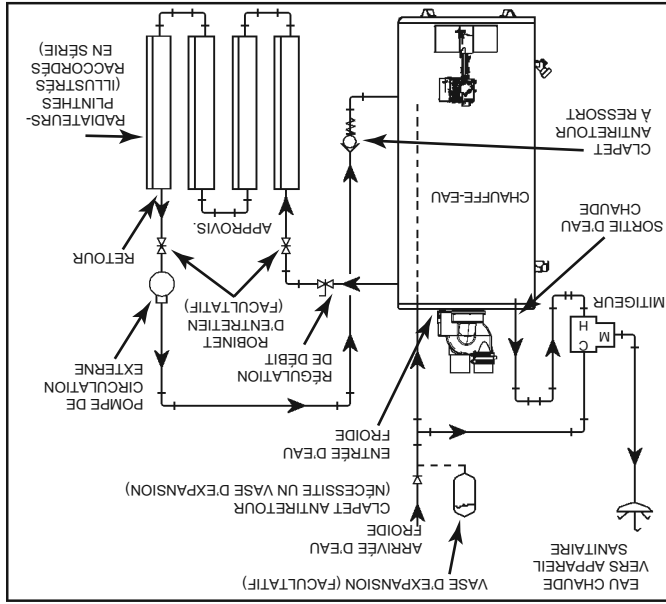 EAU CHAUDE
VERS APPAREIL
SANITAIRE
VASE D'EXPANSION (FACULTATIF)
ARRIVÉE D'EAU
FROIDE
CLAPET ANTIRETOUR
(NÉCESSITE UN VASE D'EXPANSION)
ENTRÉE D'EAU
FROIDE
M
C
H
MITIGEUR
RÉGULATION
DE DÉBIT
ROBINET
D'ENTRETIEN
(FACULTATIF)
POMPE DE
CIRCULATION
EXTERNE
SORTIE D'EAU
CHAUDE
RETOUR
APPROVIS.
CHAUFFE-EAU
CLAPET
ANTIRETOUR
À RESSORT
RADIATEURS-
PLINTHES
(ILLUSTRÉS
RACCORDÉS
EN SÉRIE)